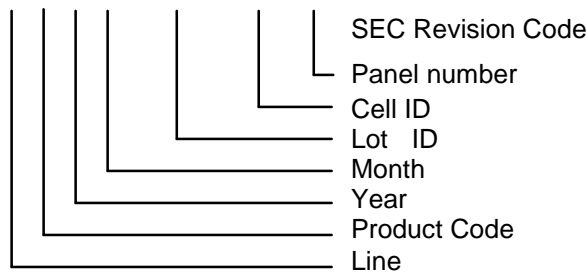 SEC Revision Code
Panel number
Cell ID
Lot ID
Month
Year
Product Code
Line